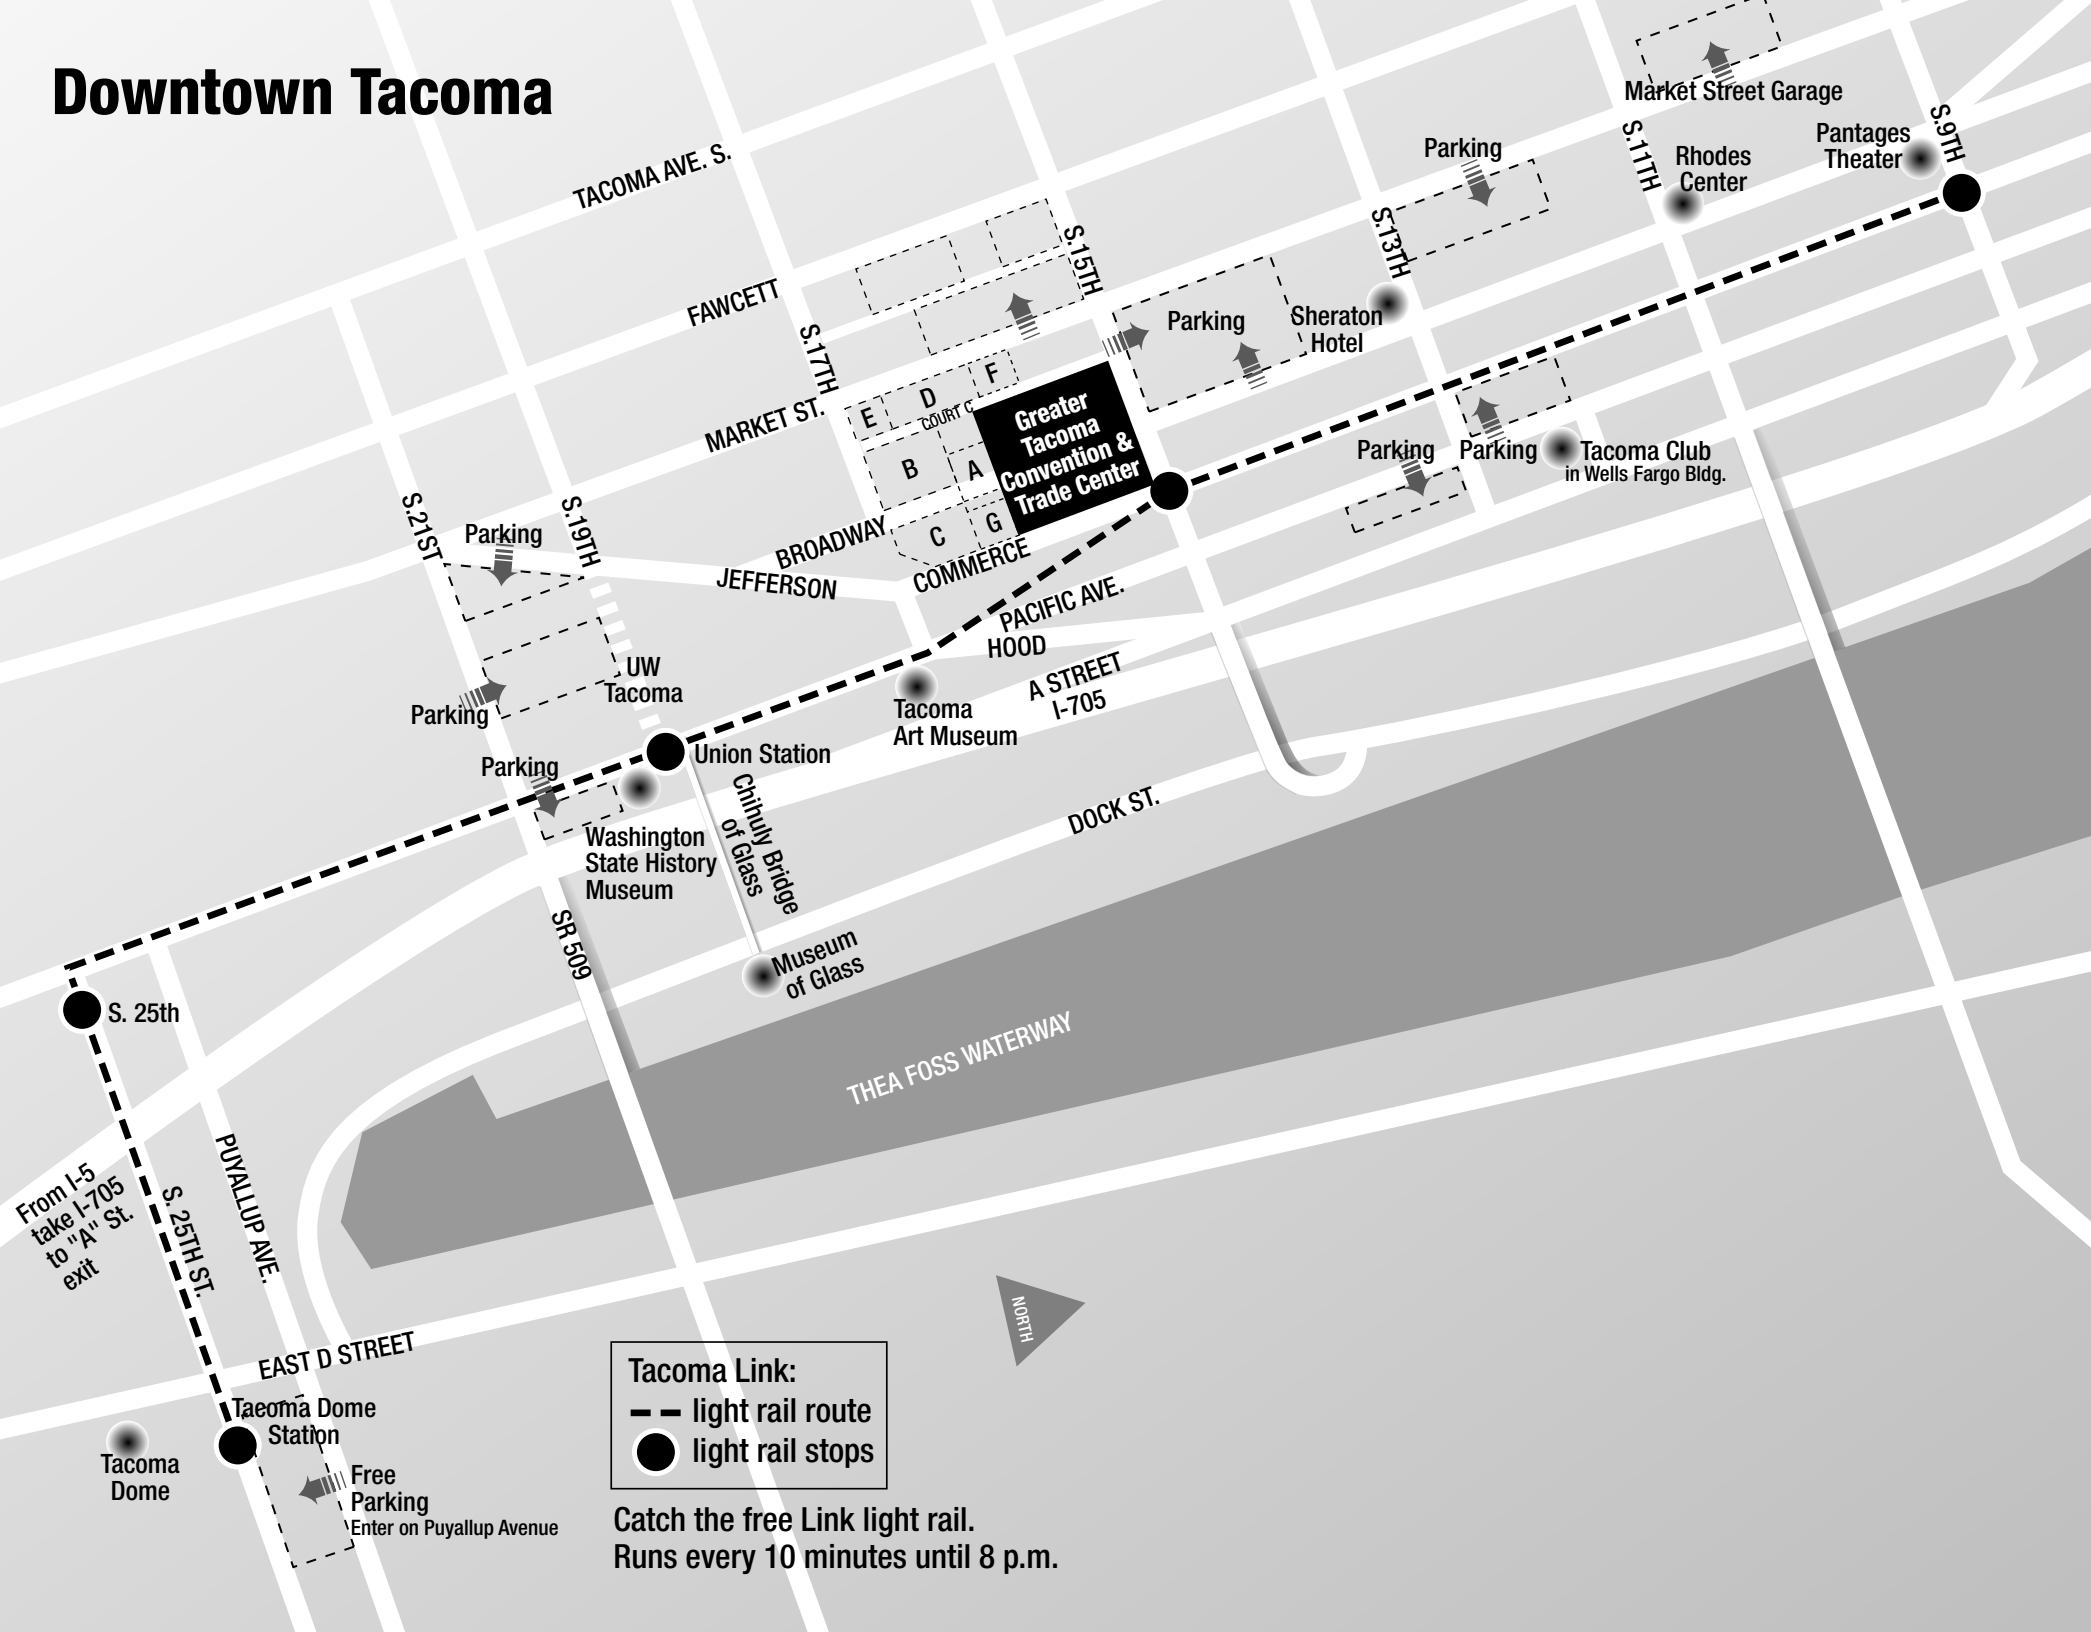 Downtown Tacoma
TACOMA AVE. S.
FAWCETT
MARKET ST.
BROADWAY
JEFFERSON
COMMERCE
PACIFIC AVE.
HOOD
A STREET
I-705
DOCK ST.
S.21ST
S.19TH
S.17TH
S.15TH
S.13TH
S.11TH
S.9TH
Market Street Garage
Pantages
Theater
Rhodes
Center
Parking
Parking
Sheraton
Hotel
E
D
F
COURT C
B
A
C
G
Greater
Tacoma
Convention &
Trade Center
Parking
Parking
Tacoma Club
in Wells Fargo Bldg.
Parking
UW
Tacoma
Parking
Parking
Union Station
Tacoma
Art Museum
Washington
State History
Museum
Chihuly Bridge
of Glass
SR 509
Museum
of Glass
THEA FOSS WATERWAY
S. 25th
From I-5
take I-705
to "A" St.
exit
S. 25TH ST.
PUYALLUP AVE.
EAST D STREET
NORTH
Tacoma Dome
Station
Tacoma
Dome
Free
Parking
Enter on Puyallup Avenue
Tacoma Link:
light rail route
light rail stops
Catch the free Link light rail.
Runs every 10 minutes until 8 p.m.